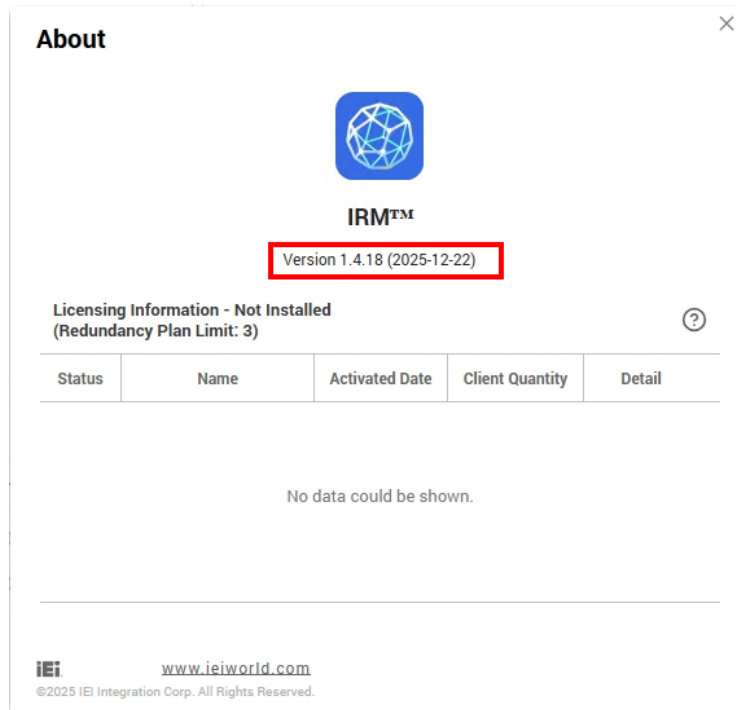 About
IRM™
Version 1.4.18 (2025-12-22)
Licensing Information - Not Installed
(Redundancy Plan Limit: 3)
Status Name Activated Date Client Quantity Detail
No data could be shown.
iEi www.ieiworld.com
©2025 IEI Integration Corp. All Rights Reserved.